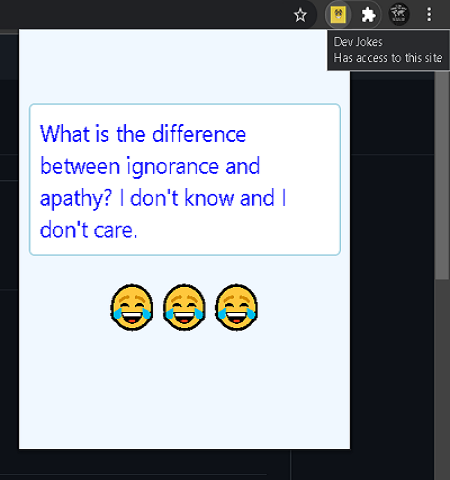 Dev Jokes
Has access to this site
What is the difference
between ignorance and
apathy? I don't know and I
don't care.